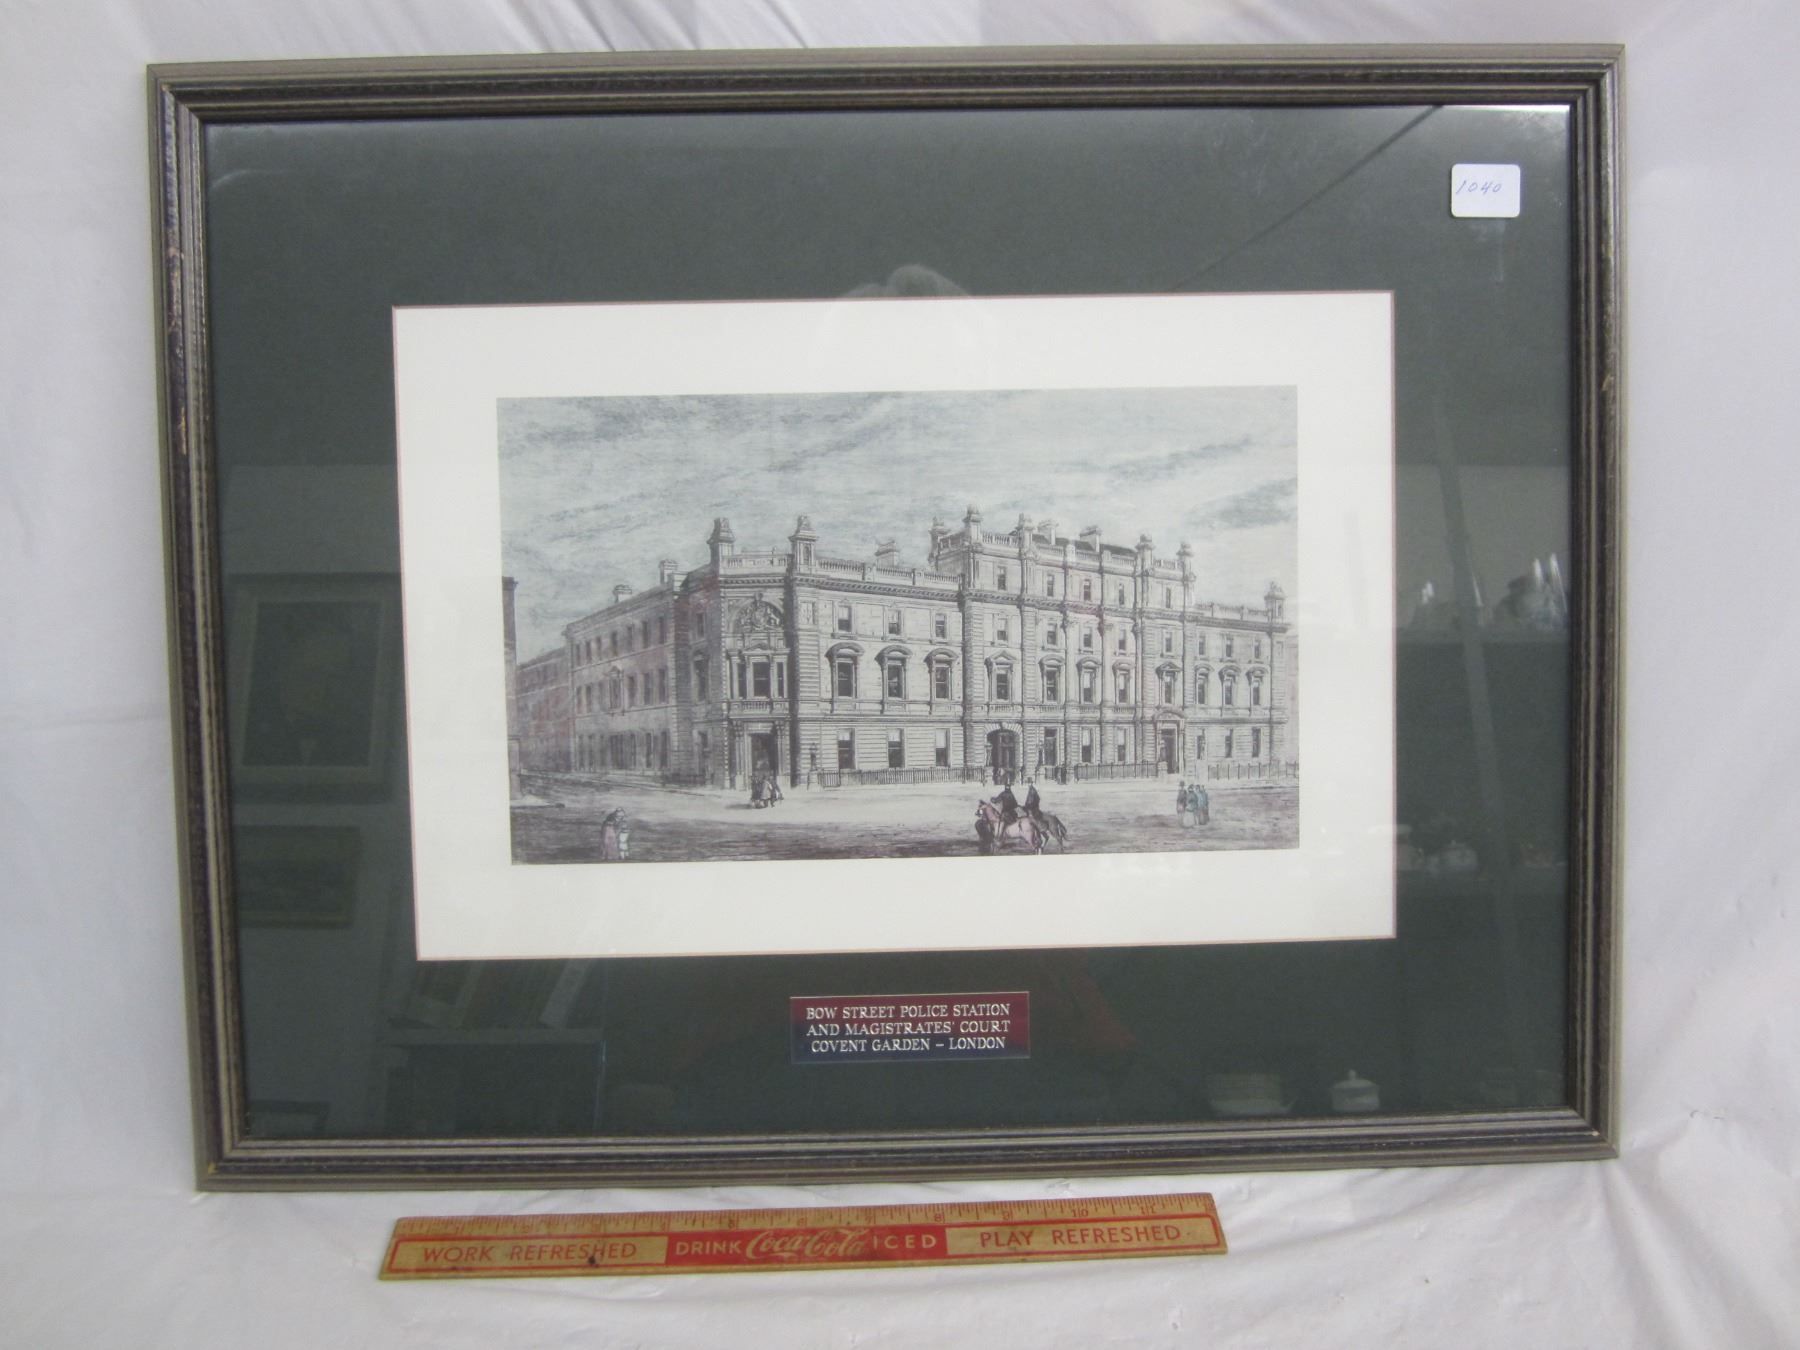 1040
BOW STREET POLICE STATION
AND MAGISTRATES' COURT
COVENT GARDEN – LONDON
WORK REFRESHED DRINK Coca-Cola ICED PLAY REFRESHED